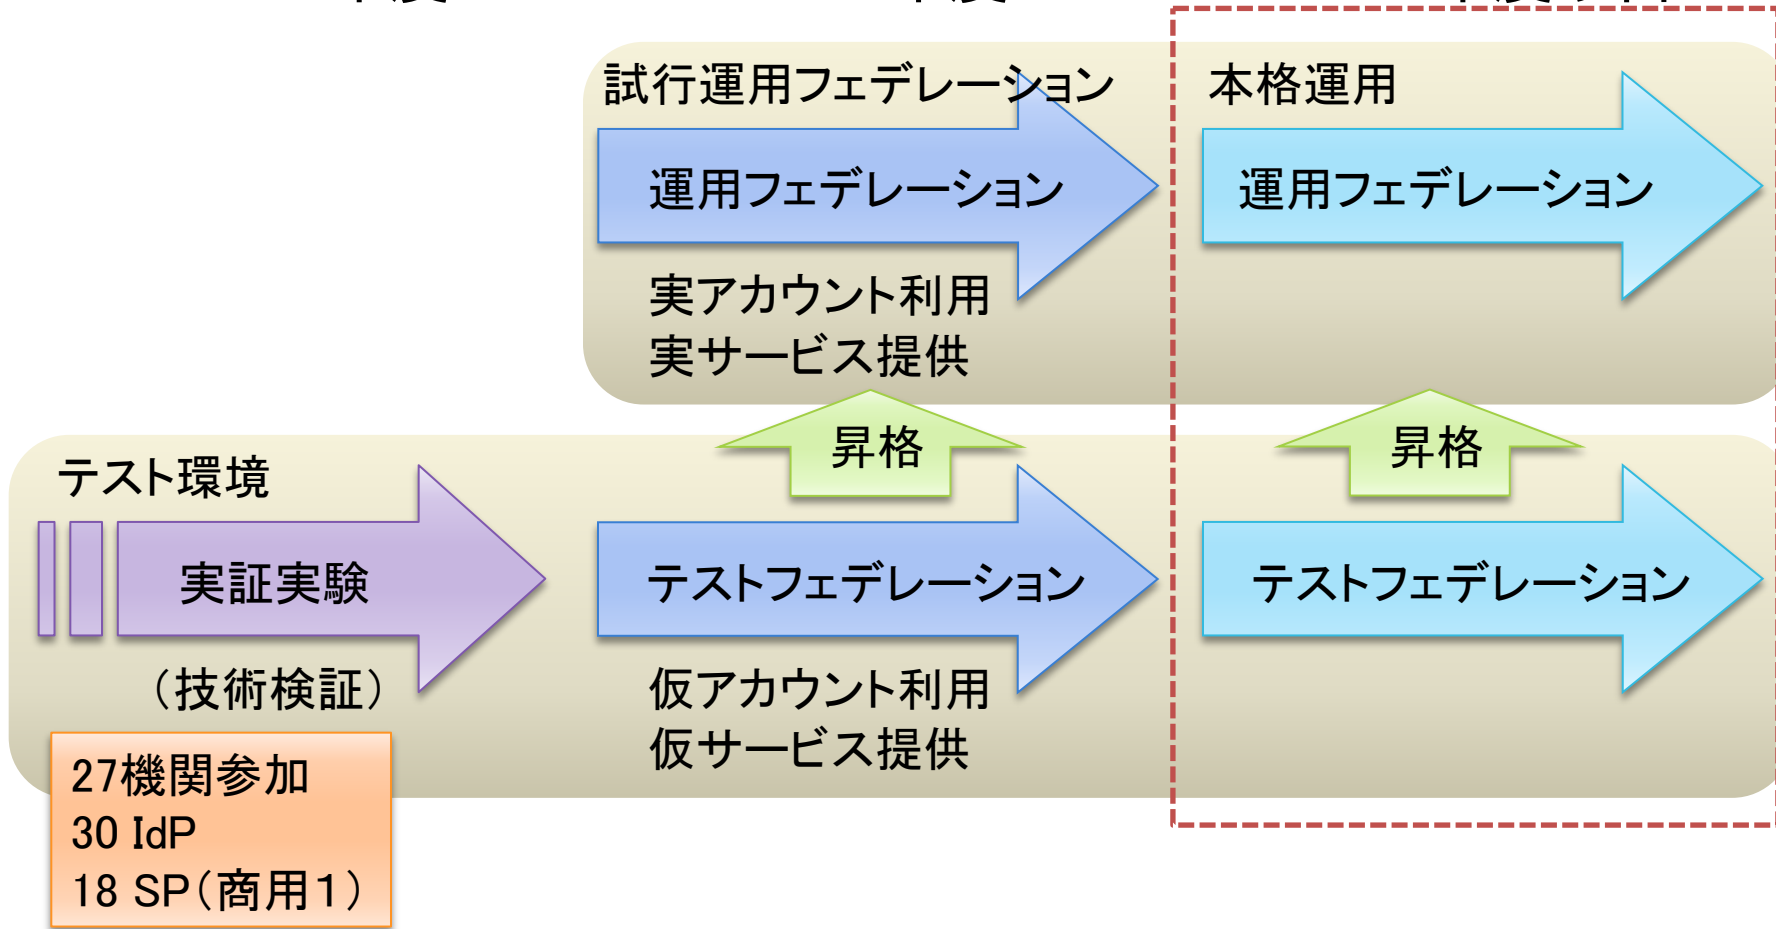 試行運用フェデレーション
本格運用
運用フェデレーション
運用フェデレーション
実アカウント利用
実サービス提供
昇格
昇格
テスト環境
実証実験
テストフェデレーション
テストフェデレーション
（技術検証）
仮アカウント利用
仮サービス提供
27機関参加
30 IdP
18 SP（商用１）